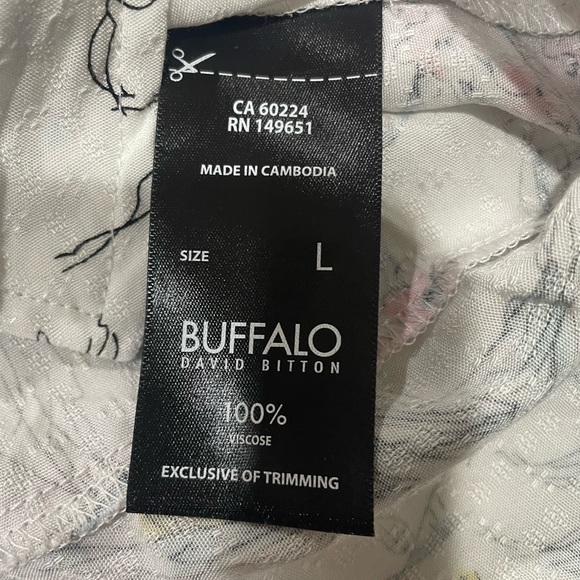 CA 60224
RN 149651
MADE IN CAMBODIA
SIZE L
BUFFALO
DAVID BITTON
100%
VISCOSE
EXCLUSIVE OF TRIMMING